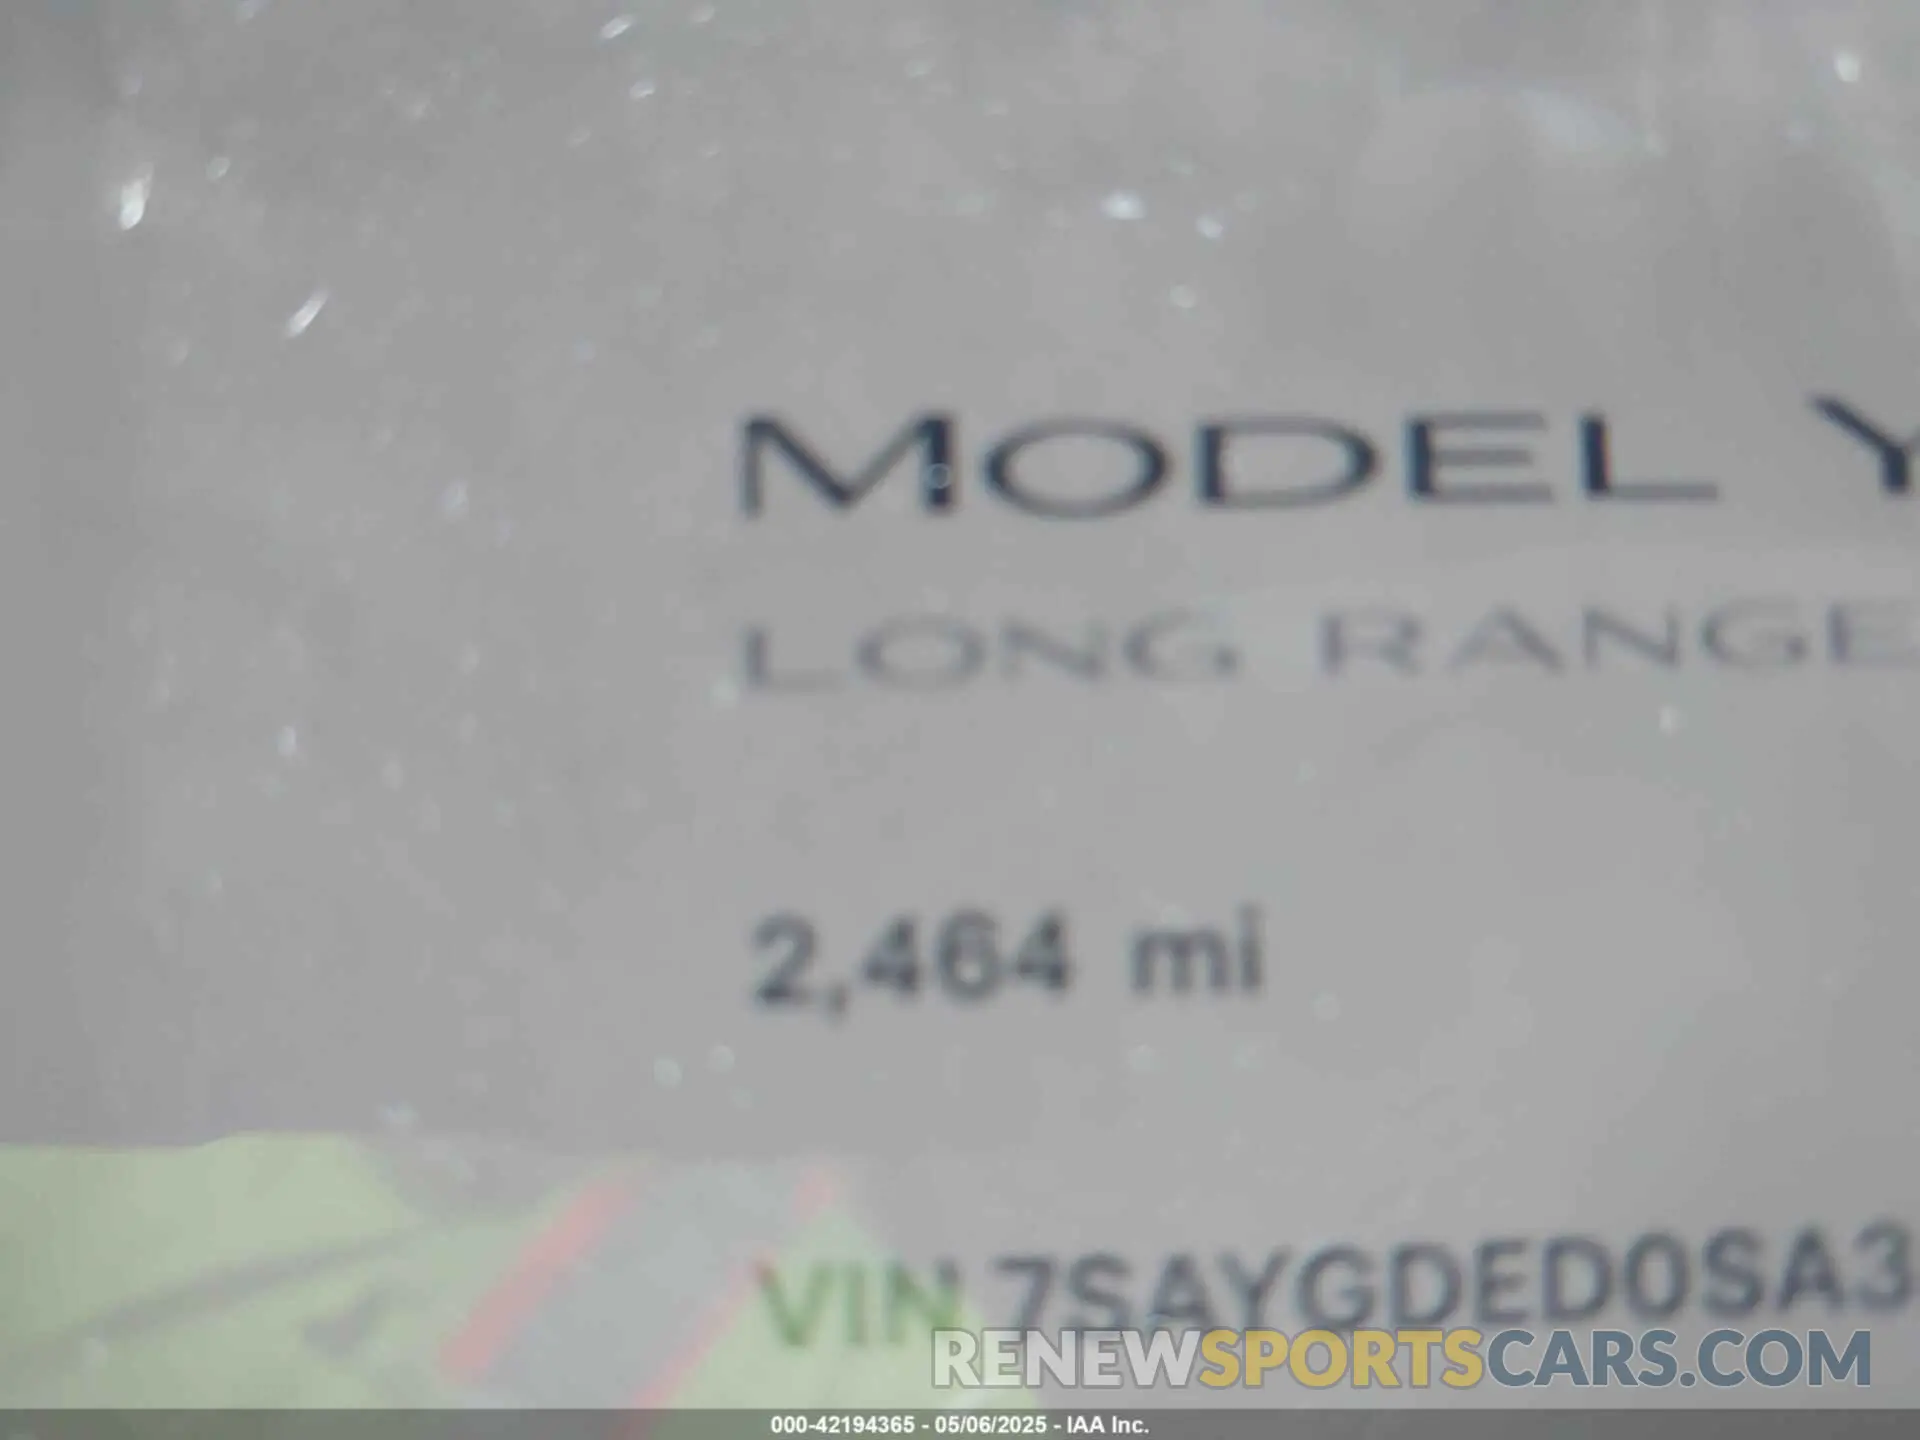 MODEL Y
LONG RANGE
2,464 mi
VIN 7SAYGDED0SA3
RENEWSPORTSCARS.COM
000-42194365 - 05/06/2025 - IAA Inc.